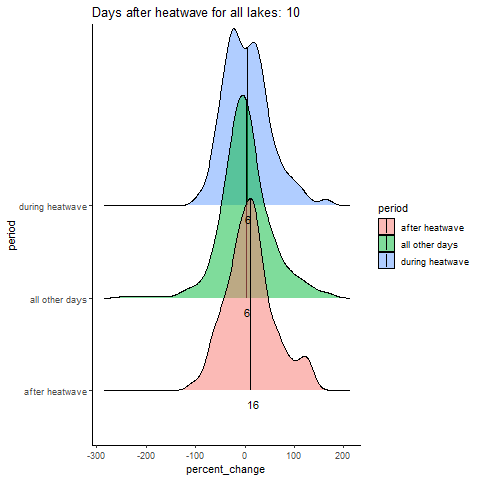 Days after heatwave for all lakes: 10
during heatwave
6
all other days
6
after heatwave
16
period
-300 -200 -100 0 100 200
percent_change
period
after heatwave
all other days
during heatwave